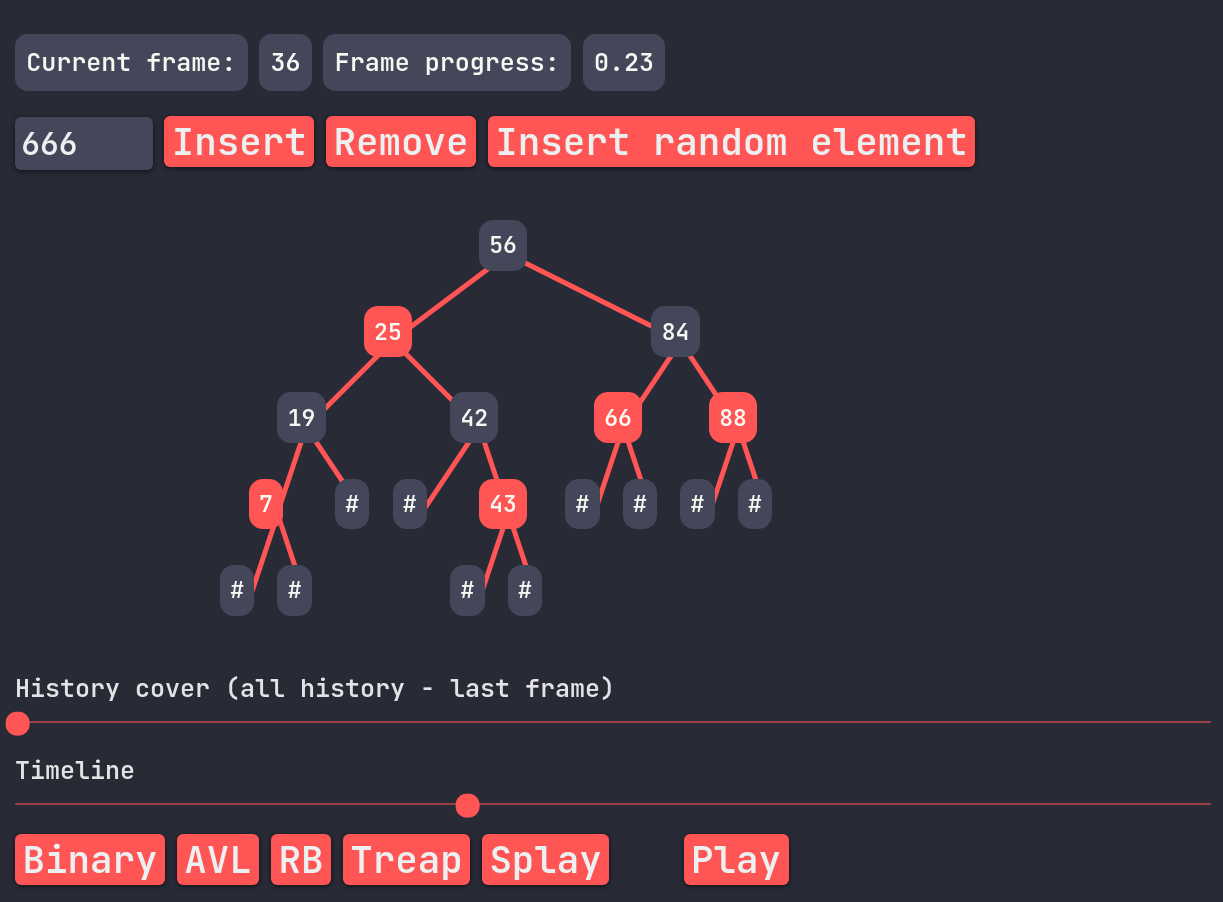 Current frame: 36 Frame progress: 0.23
666 Insert Remove Insert random element
56
25 84
19 42 66 88
7 # # 43 # # # #
# # # #
History cover (all history - last frame)
Timeline
Binary AVL RB Treap Splay Play